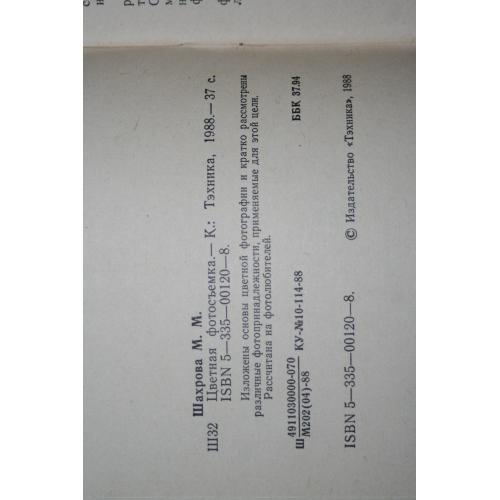 Шахрова М. М.
Ш32 Цветная фотосъемка.— К.: Тэхника, 1988.— 37 с.
ISBN 5—335—00120—8.
Изложены основы цветной фотографии и кратко рассмотрены
различные фотопринадлежности, применяемые для этой цели.
Рассчитана на фотолюбителей.
Ш 4911030000-070
М202(04)-88 КУ-№10-114-88 ББК 37.94
ISBN 5—335—00120—8. © Издательство «Тэхника», 1988